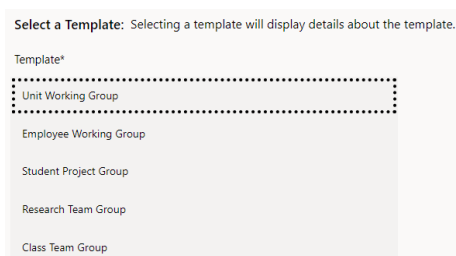 Select a Template: Selecting a template will display details about the template.
Template*
Unit Working Group
Employee Working Group
Student Project Group
Research Team Group
Class Team Group